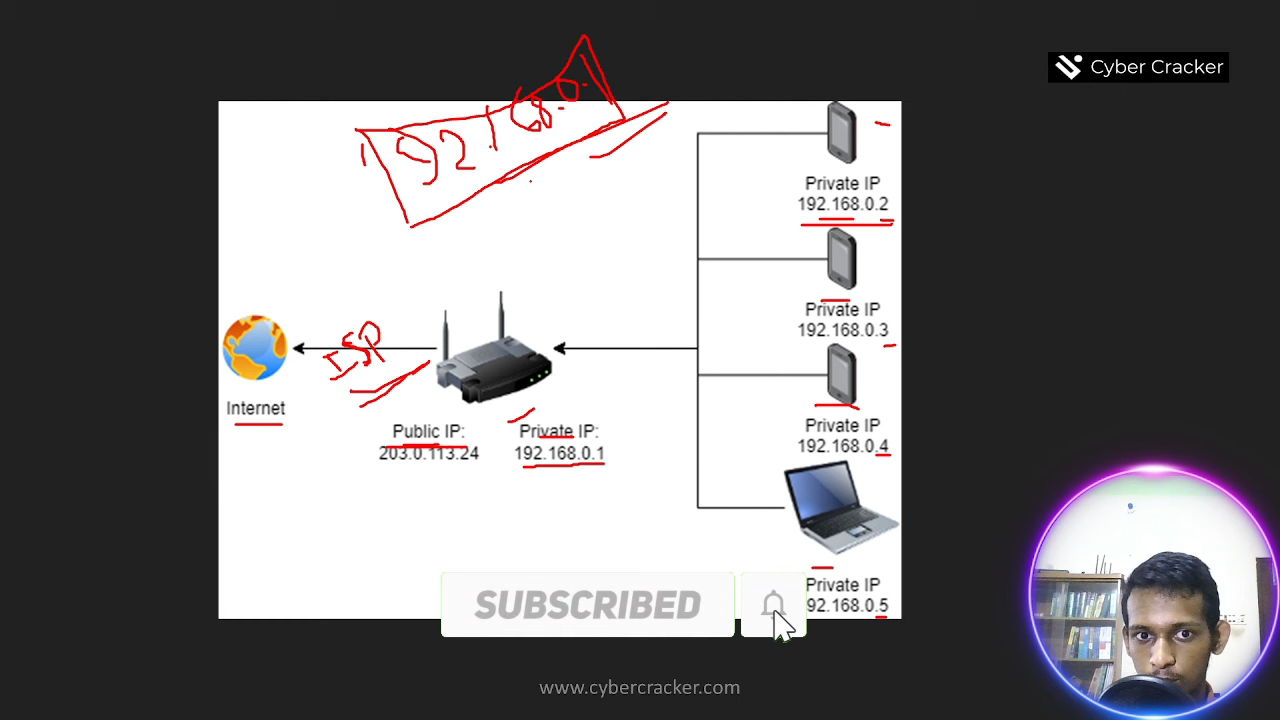 Cyber Cracker
192.168.0.1
Private IP
192.168.0.2
Private IP
192.168.0.3
ISP
Internet
Public IP:
203.0.113.24
Private IP:
192.168.0.1
Private IP
192.168.0.4
Private IP
92.168.0.5
SUBSCRIBED
www.cybercracker.com